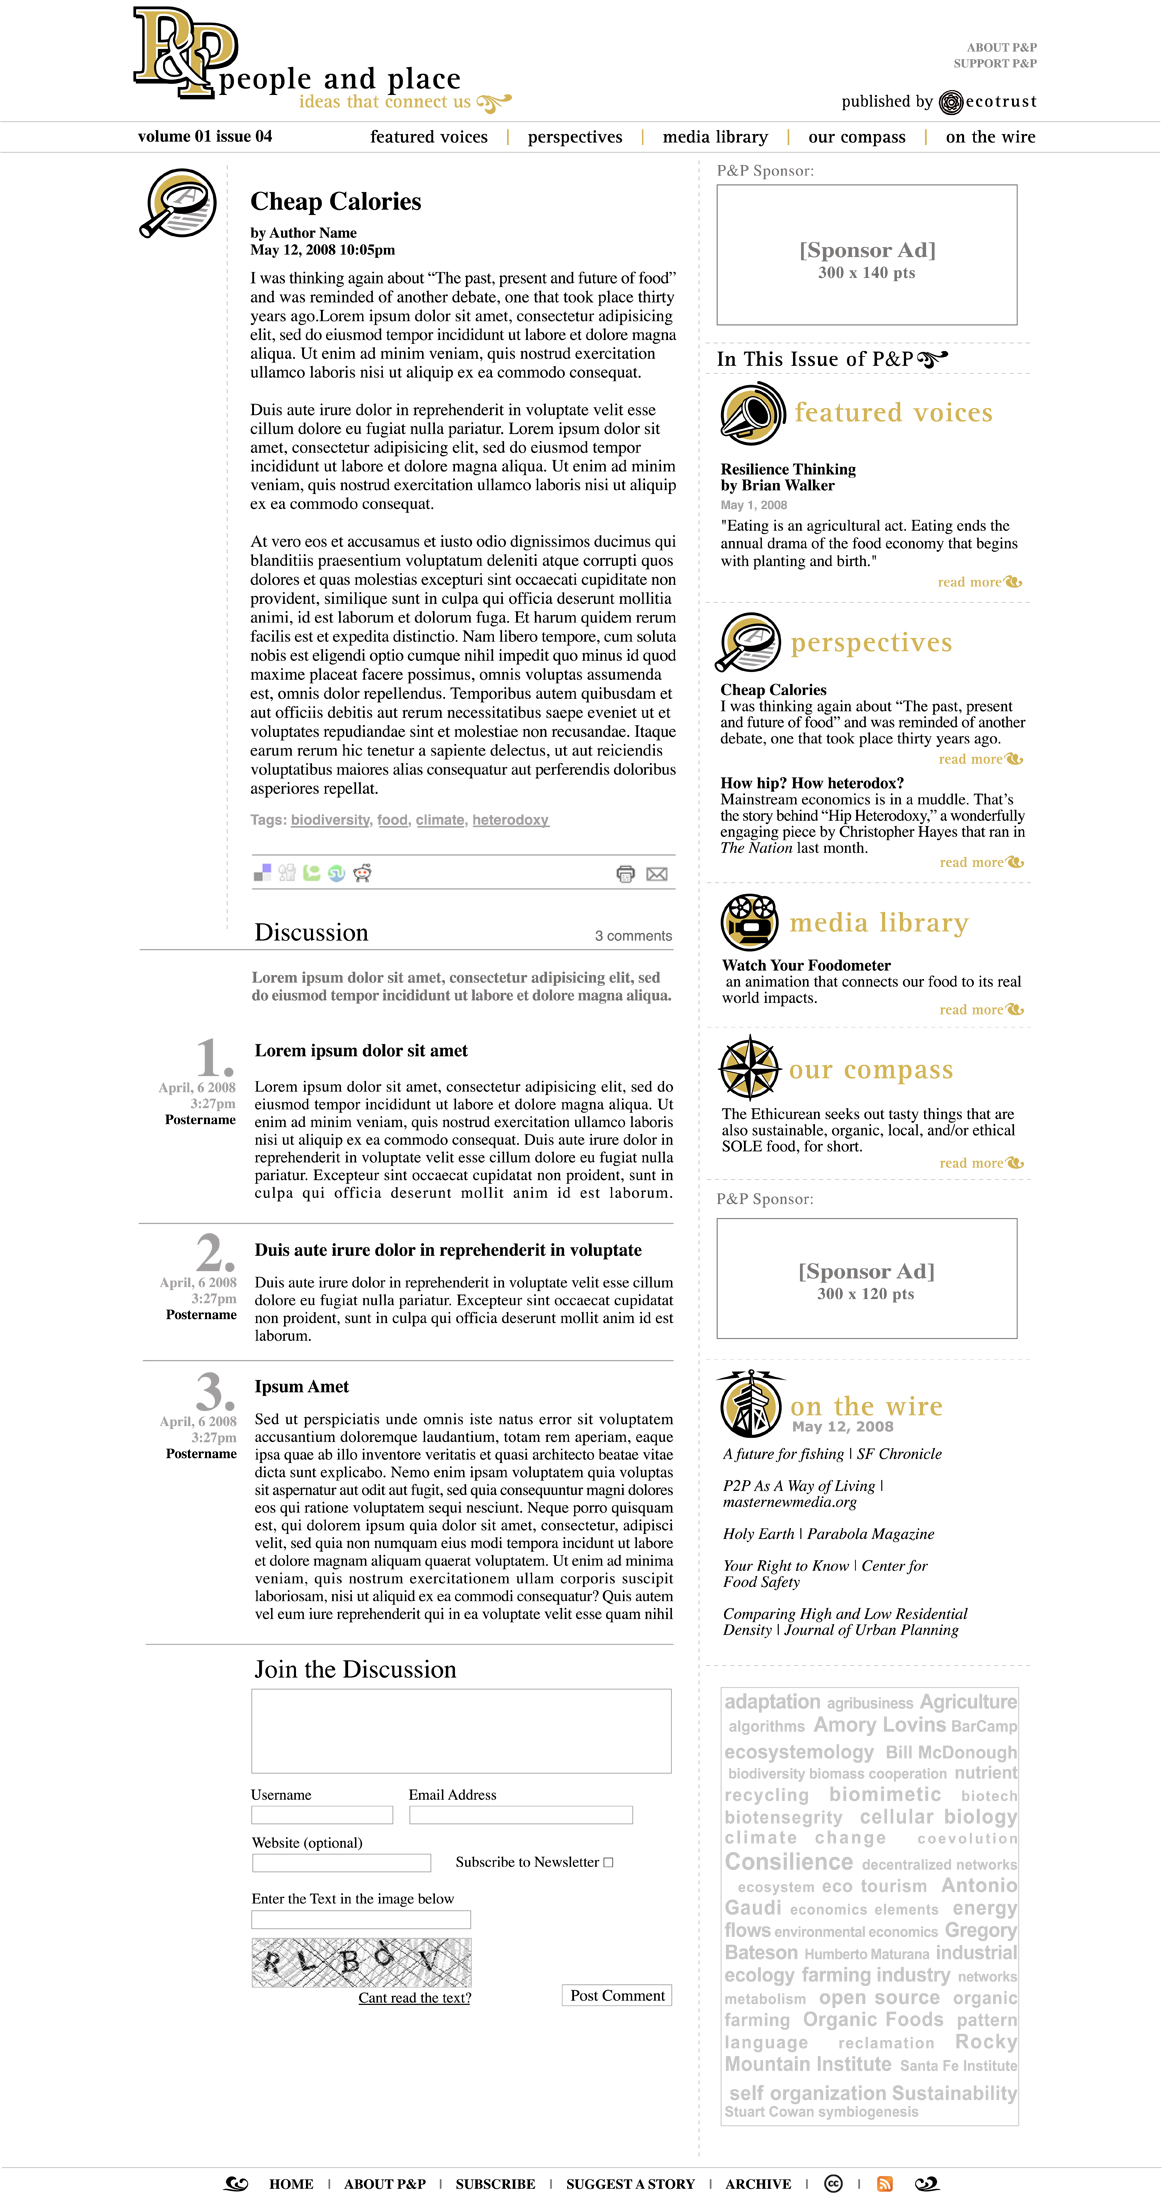 P&P
people and place
ideas that connect us
ABOUT P&P
SUPPORT P&P
published by ecotrust
volume 01 issue 04
featured voices | perspectives | media library | our compass | on the wire
Cheap Calories
by Author Name
May 12, 2008 10:05pm
I was thinking again about “The past, present and future of food”
and was reminded of another debate, one that took place thirty
years ago.Lorem ipsum dolor sit amet, consectetur adipisicing
elit, sed do eiusmod tempor incididunt ut labore et dolore magna
aliqua. Ut enim ad minim veniam, quis nostrud exercitation
ullamco laboris nisi ut aliquip ex ea commodo consequat.
Duis aute irure dolor in reprehenderit in voluptate velit esse
cillum dolore eu fugiat nulla pariatur. Lorem ipsum dolor sit
amet, consectetur adipisicing elit, sed do eiusmod tempor
incididunt ut labore et dolore magna aliqua. Ut enim ad minim
veniam, quis nostrud exercitation ullamco laboris nisi ut aliquip
ex ea commodo consequat.
At vero eos et accusamus et iusto odio dignissimos ducimus qui
blanditiis praesentium voluptatum deleniti atque corrupti quos
dolores et quas molestias excepturi sint occaecati cupiditate non
provident, similique sunt in culpa qui officia deserunt mollitia
animi, id est laborum et dolorum fuga. Et harum quidem rerum
facilis est et expedita distinctio. Nam libero tempore, cum soluta
nobis est eligendi optio cumque nihil impedit quo minus id quod
maxime placeat facere possimus, omnis voluptas assumenda
est, omnis dolor repellendus. Temporibus autem quibusdam et
aut officiis debitis aut rerum necessitatibus saepe eveniet ut et
voluptates repudiandae sint et molestiae non recusandae. Itaque
earum rerum hic tenetur a sapiente delectus, ut aut reiciendis
voluptatibus maiores alias consequatur aut perferendis doloribus
asperiores repellat.
Tags: biodiversity, food, climate, heterodoxy
Discussion
3 comments
Lorem ipsum dolor sit amet, consectetur adipisicing elit, sed
do eiusmod tempor incididunt ut labore et dolore magna aliqua.
1.
April, 6 2008
3:27pm
Postername
Lorem ipsum dolor sit amet
Lorem ipsum dolor sit amet, consectetur adipisicing elit, sed do
eiusmod tempor incididunt ut labore et dolore magna aliqua. Ut
enim ad minim veniam, quis nostrud exercitation ullamco laboris
nisi ut aliquip ex ea commodo consequat. Duis aute irure dolor in
reprehenderit in voluptate velit esse cillum dolore eu fugiat nulla
pariatur. Excepteur sint occaecat cupidatat non proident, sunt in
culpa qui officia deserunt mollit anim id est laborum.
2.
April, 6 2008
3:27pm
Postername
Duis aute irure dolor in reprehenderit in voluptate
Duis aute irure dolor in reprehenderit in voluptate velit esse cillum
dolore eu fugiat nulla pariatur. Excepteur sint occaecat cupidatat
non proident, sunt in culpa qui officia deserunt mollit anim id est
laborum.
3.
April, 6 2008
3:27pm
Postername
Ipsum Amet
Sed ut perspiciatis unde omnis iste natus error sit voluptatem
accusantium doloremque laudantium, totam rem aperiam, eaque
ipsa quae ab illo inventore veritatis et quasi architecto beatae vitae
dicta sunt explicabo. Nemo enim ipsam voluptatem quia voluptas
sit aspernatur aut odit aut fugit, sed quia consequuntur magni dolores
eos qui ratione voluptatem sequi nesciunt. Neque porro quisquam
est, qui dolorem ipsum quia dolor sit amet, consectetur, adipisci
velit, sed quia non numquam eius modi tempora incidunt ut labore
et dolore magnam aliquam quaerat voluptatem. Ut enim ad minima
veniam, quis nostrum exercitationem ullam corporis suscipit
laboriosam, nisi ut aliquid ex ea commodi consequatur? Quis autem
vel eum iure reprehenderit qui in ea voluptate velit esse quam nihil
Join the Discussion
Username
Email Address
Website (optional)
Subscribe to Newsletter
Enter the Text in the image below
R L B O V
Cant read the text?
Post Comment
P&P Sponsor:
[Sponsor Ad]
300 x 140 pts
In This Issue of P&P
featured voices
Resilience Thinking
by Brian Walker
May 1, 2008
"Eating is an agricultural act. Eating ends the
annual drama of the food economy that begins
with planting and birth."
read more
perspectives
Cheap Calories
I was thinking again about “The past, present
and future of food” and was reminded of another
debate, one that took place thirty years ago.
read more
How hip? How heterodox?
Mainstream economics is in a muddle. That’s
the story behind “Hip Heterodoxy,” a wonderfully
engaging piece by Christopher Hayes that ran in
The Nation last month.
read more
media library
Watch Your Foodometer
an animation that connects our food to its real
world impacts.
read more
our compass
The Ethicurean seeks out tasty things that are
also sustainable, organic, local, and/or ethical
SOLE food, for short.
read more
P&P Sponsor:
[Sponsor Ad]
300 x 120 pts
on the wire
May 12, 2008
A future for fishing | SF Chronicle
P2P As A Way of Living |
masternewmedia.org
Holy Earth | Parabola Magazine
Your Right to Know | Center for
Food Safety
Comparing High and Low Residential
Density | Journal of Urban Planning
adaptation agribusiness Agriculture
algorithms Amory Lovins BarCamp
ecosystemology Bill McDonough
biodiversity biomass cooperation nutrient
recycling biomimetic biotech
biotensegrity cellular biology
climate change coevolution
Consilience decentralized networks
ecosystem eco tourism Antonio
Gaudi economics elements energy
flows environmental economics Gregory
Bateson Humberto Maturana industrial
ecology farming industry networks
metabolism open source organic
farming Organic Foods pattern
language reclamation Rocky
Mountain Institute Santa Fe Institute
self organization Sustainability
Stuart Cowan symbiogenesis
HOME | ABOUT P&P | SUBSCRIBE | SUGGEST A STORY | ARCHIVE | cc |